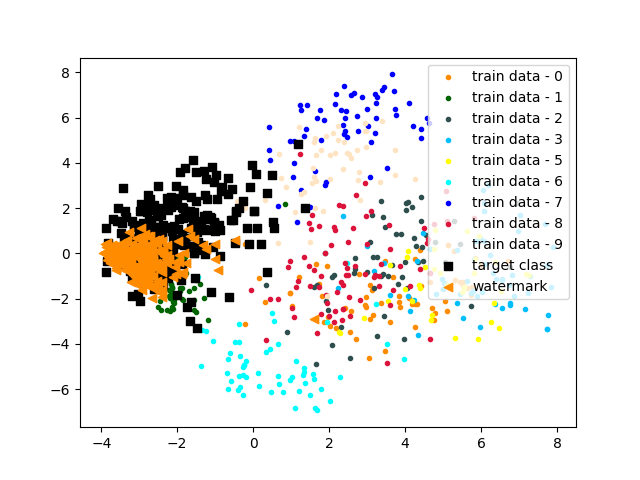 8
6
4
2
0
−2
−4
−6
−4
−2
0
2
4
6
8
train data - 0
train data - 1
train data - 2
train data - 3
train data - 5
train data - 6
train data - 7
train data - 8
train data - 9
target class
watermark